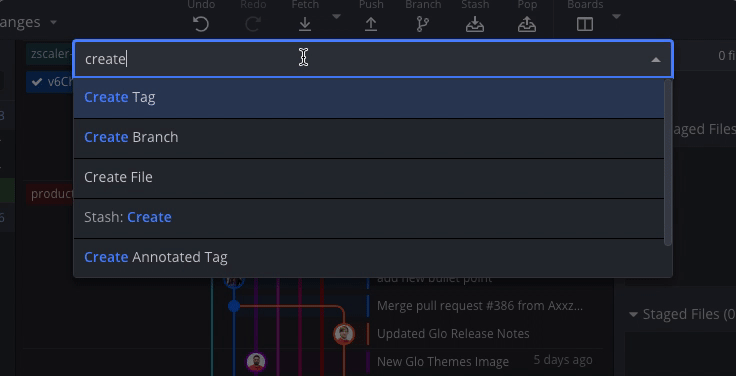 Undo Redo Fetch Push Branch Stash Pop Boards
anges
zscaler-
create
0 fi
v6C
Create Tag
aged Files
Create Branch
Create File
product
Stash: Create
Create Annotated Tag
add new bullet point
Merge pull request #386 from Axxz...
Staged Files (0
Updated Glo Release Notes
New Glo Themes Image 5 days ago